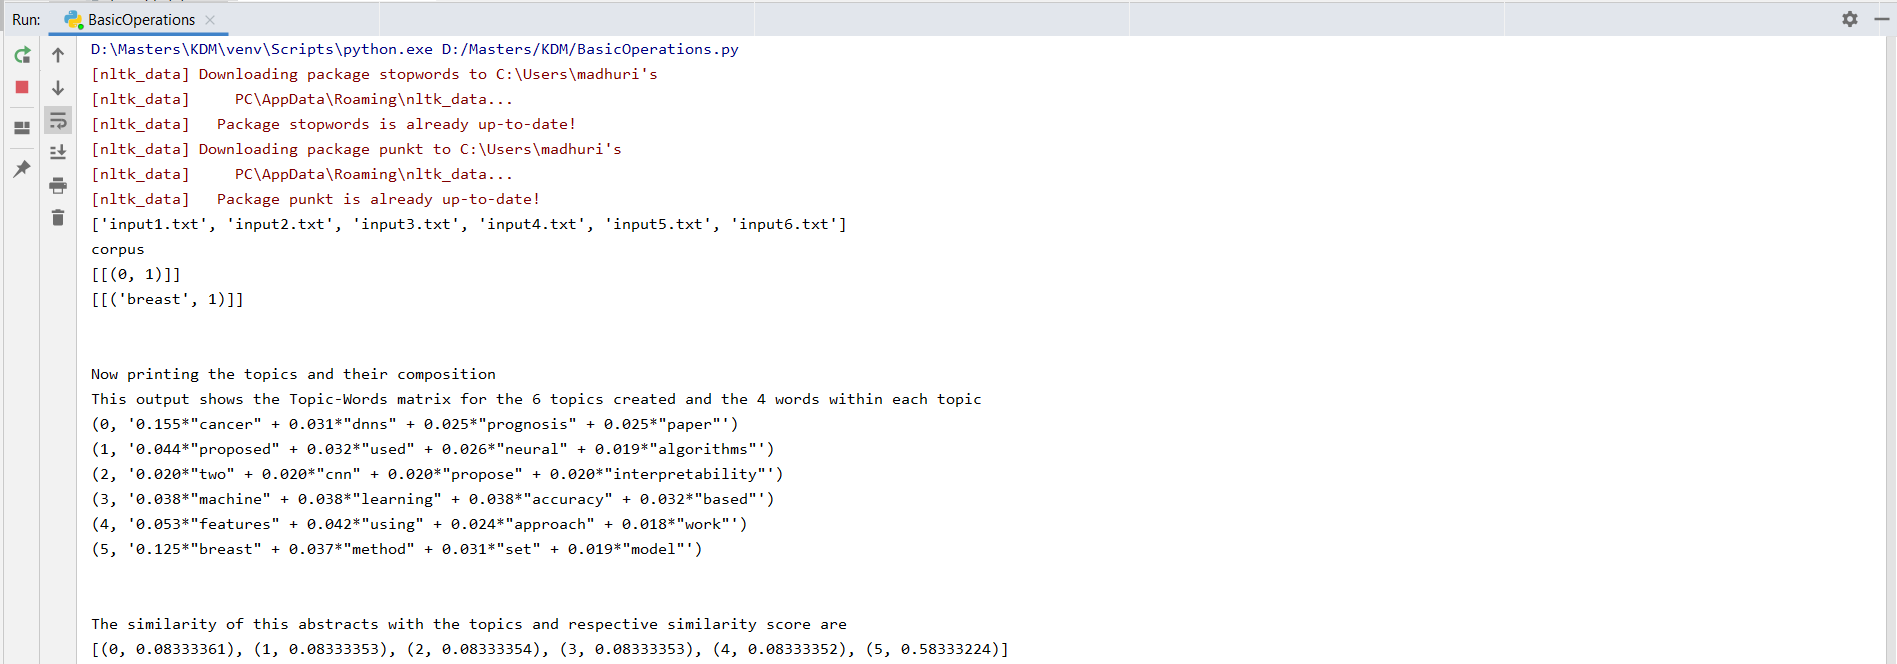 Run: BasicOperations
D:\Masters\KDM\venv\Scripts\python.exe D:/Masters/KDM/BasicOperations.py
[nltk_data] Downloading package stopwords to C:\Users\madhuri's
[nltk_data]     PC\AppData\Roaming\nltk_data...
[nltk_data]   Package stopwords is already up-to-date!
[nltk_data] Downloading package punkt to C:\Users\madhuri's
[nltk_data]     PC\AppData\Roaming\nltk_data...
[nltk_data]   Package punkt is already up-to-date!
['input1.txt', 'input2.txt', 'input3.txt', 'input4.txt', 'input5.txt', 'input6.txt']
corpus
[[(0, 1)]]
[[('breast', 1)]]
Now printing the topics and their composition
This output shows the Topic-Words matrix for the 6 topics created and the 4 words within each topic
(0, '0.155*"cancer" + 0.031*"dnns" + 0.025*"prognosis" + 0.025*"paper"')
(1, '0.044*"proposed" + 0.032*"used" + 0.026*"neural" + 0.019*"algorithms"')
(2, '0.020*"two" + 0.020*"cnn" + 0.020*"propose" + 0.020*"interpretability"')
(3, '0.038*"machine" + 0.038*"learning" + 0.038*"accuracy" + 0.032*"based"')
(4, '0.053*"features" + 0.042*"using" + 0.024*"approach" + 0.018*"work"')
(5, '0.125*"breast" + 0.037*"method" + 0.031*"set" + 0.019*"model"')
The similarity of this abstracts with the topics and respective similarity score are
[(0, 0.08333361), (1, 0.08333353), (2, 0.08333354), (3, 0.08333353), (4, 0.08333352), (5, 0.58333224)]